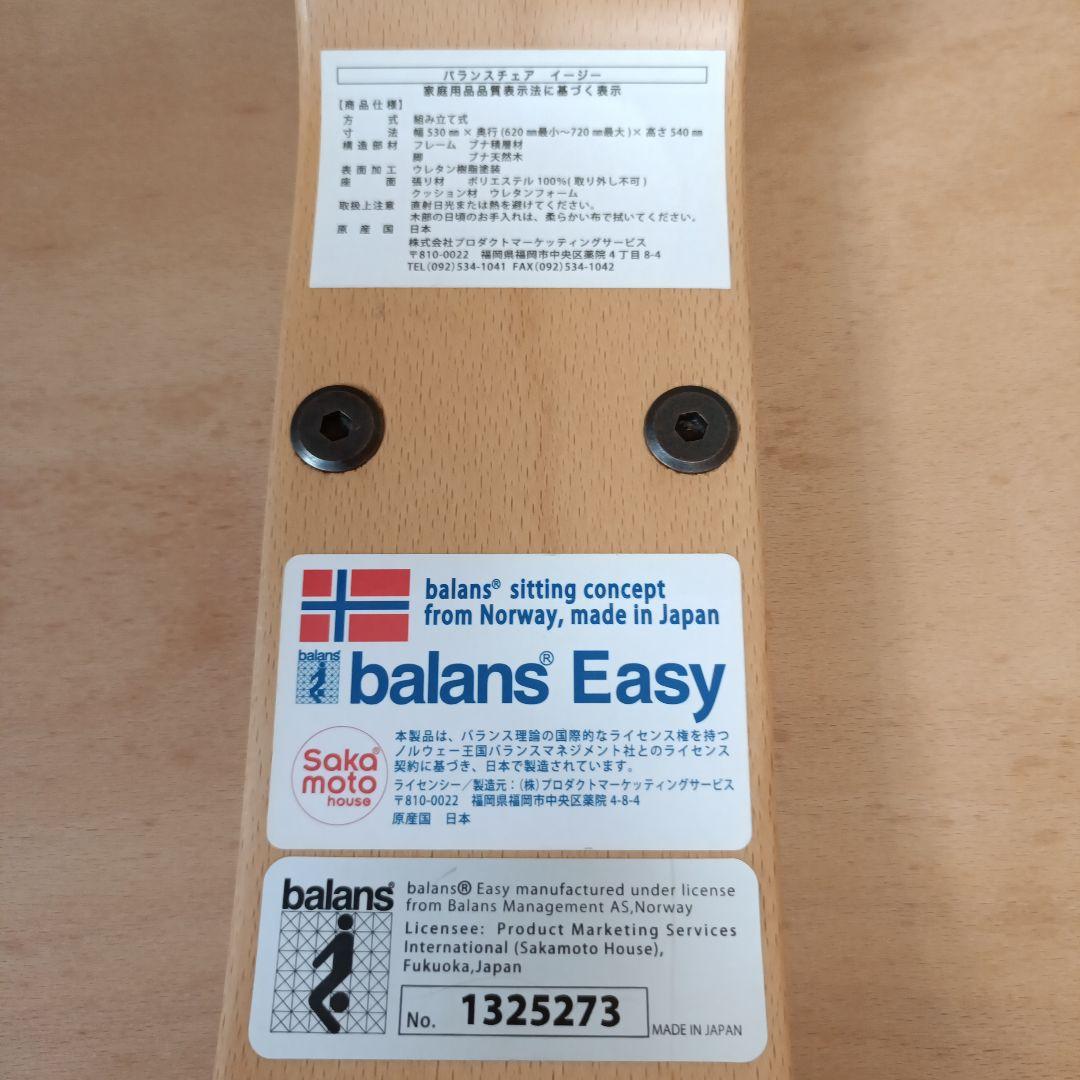 バランスチェア イージー
家庭用品品質表示法に基づく表示
【商品仕様】
方 式 組み立て式
寸 法 幅 530 ㎜ × 奥行 (620 ㎜最小～720 ㎜最大)× 高さ 540 ㎜
構造部材 フレーム ブナ積層材
脚 ブナ天然木
表面加工 ウレタン樹脂塗装
座 面 張り材 ポリエステル 100%( 取り外し不可 )
クッション材 ウレタンフォーム
取扱上注意 直射日光または熱を避けてください。
木部の日頃のお手入れは、柔らかい布で拭いてください。
原 産 国 日本
株式会社プロダクトマーケッティングサービス
〒810-0022 福岡県福岡市中央区薬院 4 丁目 8-4
TEL(092)534-1041 FAX(092)534-1042
balans® sitting concept
from Norway, made in Japan
balans
balans® Easy
Saka®
moto
house
本製品は、バランス理論の国際的なライセンス権を持つ
ノルウェー王国バランスマネジメント社とのライセンス
契約に基づき、日本で製造されています。
ライセンシー／製造元：(株)プロダクトマーケッティングサービス
〒810-0022 福岡県福岡市中央区薬院 4-8-4
原産国 日本
balans®
balans® Easy manufactured under license
from Balans Management AS,Norway
Licensee: Product Marketing Services
International (Sakamoto House),
Fukuoka,Japan
No. 1325273
MADE IN JAPAN